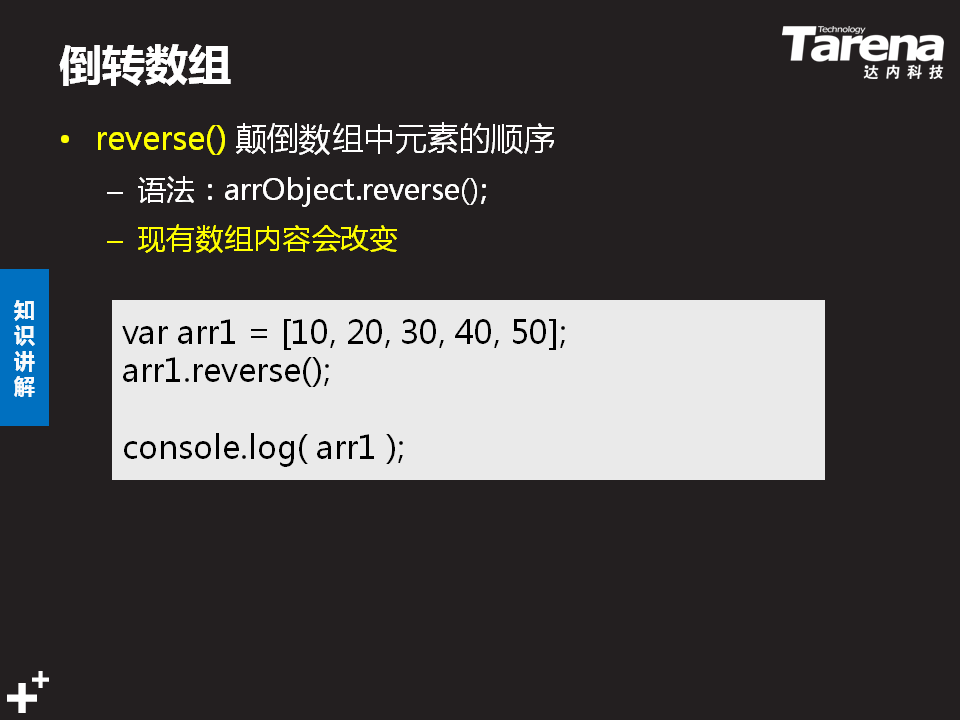 倒转数组
Technology
Tarena
达内科技
• reverse() 颠倒数组中元素的顺序
– 语法：arrObject.reverse();
– 现有数组内容会改变
知识讲解
var arr1 = [10, 20, 30, 40, 50];
arr1.reverse();
console.log( arr1 );